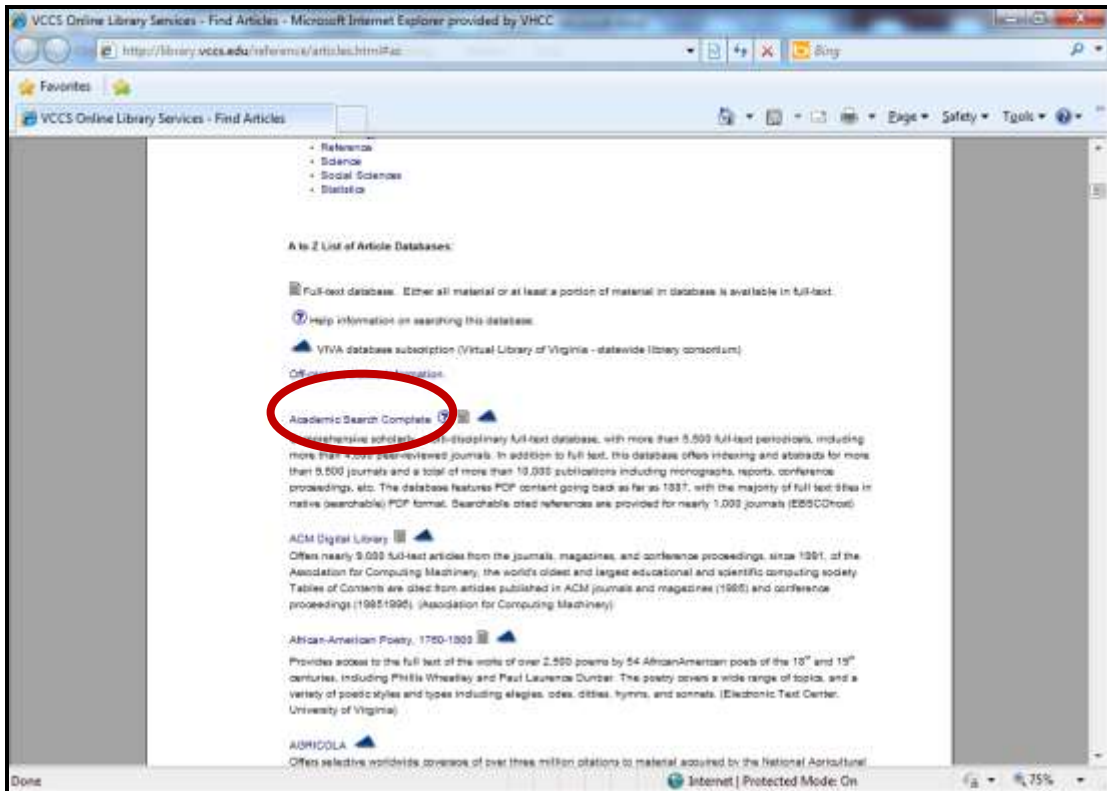 VCCS Online Library Services - Find Articles - Microsoft Internet Explorer provided by VHCC
http://library.vccs.edu/reference/articles.html#az
Bing
Favorites
VCCS Online Library Services - Find Articles
Page Safety Tools
Reference
Science
Social Sciences
Statistics
A to Z List of Article Databases:
Full-text database. Either all material or at least a portion of material in database is available in full-text.
Help information on searching this database.
VIVA database subscription (Virtual Library of Virginia - statewide library consortium)
Academic Search Complete
Comprehensive scholarly, multi-disciplinary full-text database, with more than 5,500 full-text periodicals, including
more than 4,600 peer-reviewed journals. In addition to full text, this database offers indexing and abstracts for more
than 9,500 journals and a total of more than 10,000 publications including monographs, reports, conference
proceedings, etc. The database features PDF content going back as far as 1887, with the majority of full text titles in
native (searchable) PDF format. Searchable cited references are provided for nearly 1,000 journals (EBSCOhost)
ACM Digital Library
Offers nearly 9,000 full-text articles from the journals, magazines, and conference proceedings, since 1991, of the
Association for Computing Machinery, the world's oldest and largest educational and scientific computing society.
Tables of Contents are cited from articles published in ACM journals and magazines (1985) and conference
proceedings (19851996). (Association for Computing Machinery)
African-American Poetry, 1750-1900
Provides access to the full text of the works of over 2,500 poems by 54 AfricanAmerican poets of the 18th and 19th
centuries, including Phillis Wheatley and Paul Laurence Dunbar. The poetry covers a wide range of topics, and a
variety of poetic styles and types including elegies, odes, ditties, hymns, and sonnets. (Electronic Text Center,
University of Virginia)
AGRICOLA
Offers selective worldwide coverage of over three million citations to material acquired by the National Agricultural
Done
Internet | Protected Mode: On
75%